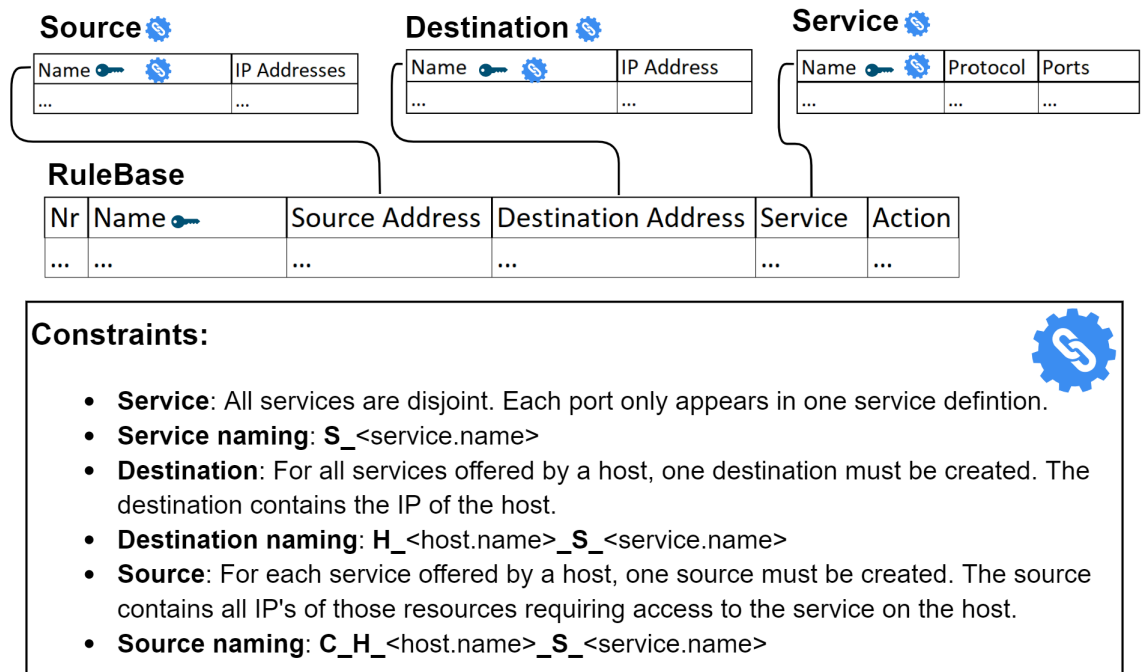 Source
Destination
Service
Name
IP Addresses
...
...
Name
IP Address
...
...
Name
Protocol
Ports
...
...
...
RuleBase
Nr
Name
Source Address
Destination Address
Service
Action
...
...
...
...
...
...
Constraints:
• Service: All services are disjoint. Each port only appears in one service defintion.
• Service naming: S_<service.name>
• Destination: For all services offered by a host, one destination must be created. The
destination contains the IP of the host.
• Destination naming: H_<host.name>_S_<service.name>
• Source: For each service offered by a host, one source must be created. The source
contains all IP's of those resources requiring access to the service on the host.
• Source naming: C_H_<host.name>_S_<service.name>